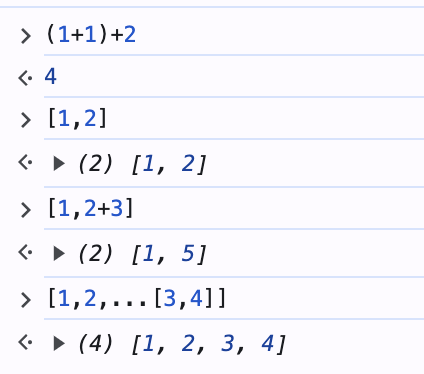 > (1+1)+2
<· 4
> [1,2]
<· ▶ (2) [1, 2]
> [1,2+3]
<· ▶ (2) [1, 5]
> [1,2,...[3,4]]
<· ▶ (4) [1, 2, 3, 4]